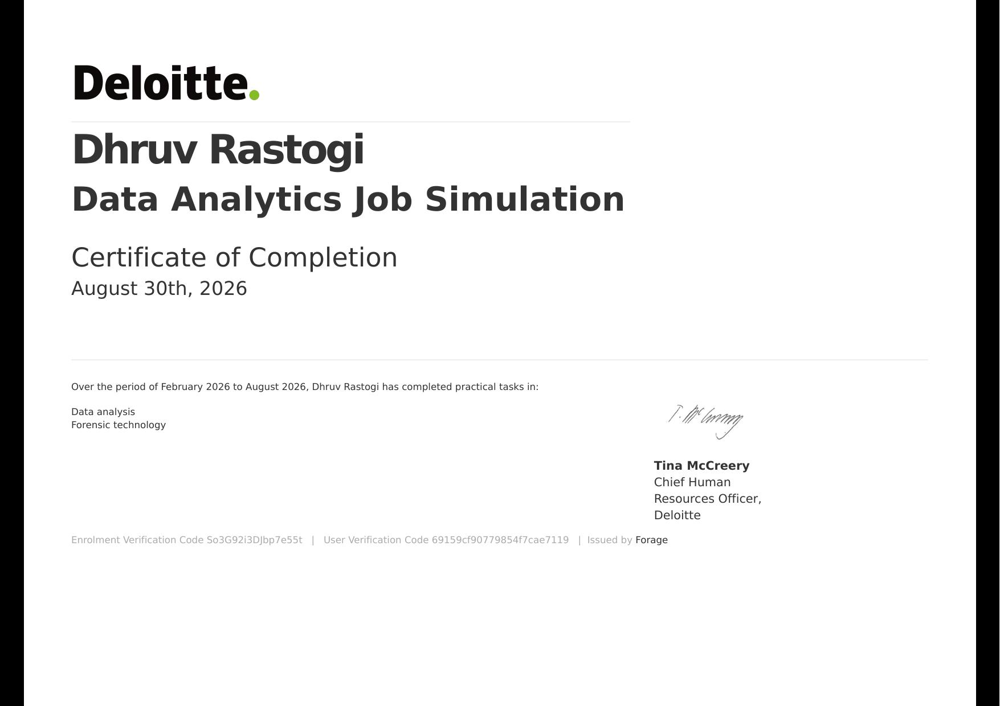 Deloitte.
Dhruv Rastogi
Data Analytics Job Simulation
Certificate of Completion
August 30th, 2026
Over the period of February 2026 to August 2026, Dhruv Rastogi has completed practical tasks in:
Data analysis
Forensic technology
T. McCreery
Tina McCreery
Chief Human
Resources Officer,
Deloitte
Enrolment Verification Code So3G92i3DJbp7e55t | User Verification Code 69159cf90779854f7cae7119 | Issued by Forage